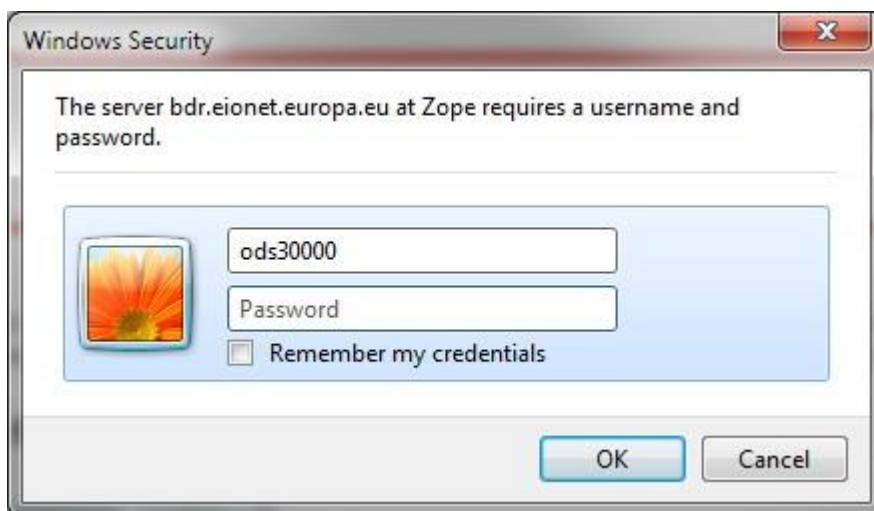 Windows Security
The server bdr.eionet.europa.eu at Zope requires a username and
password.
ods30000
Password
Remember my credentials
OK
Cancel